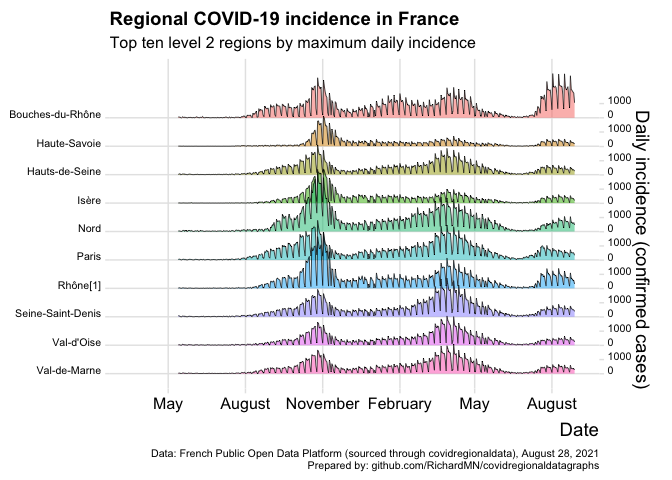 Regional COVID-19 incidence in France
Top ten level 2 regions by maximum daily incidence
Bouches-du-Rhône
1000
0
Haute-Savoie
1000
0
Hauts-de-Seine
1000
0
Isère
1000
0
Nord
1000
0
Paris
1000
0
Rhône[1]
1000
0
Seine-Saint-Denis
1000
0
Val-d'Oise
1000
0
Val-de-Marne
1000
0
Daily incidence (confirmed cases)
May August November February May August
Date
Data: French Public Open Data Platform (sourced through covidregionaldata), August 28, 2021
Prepared by: github.com/RichardMN/covidregionaldatagraphs